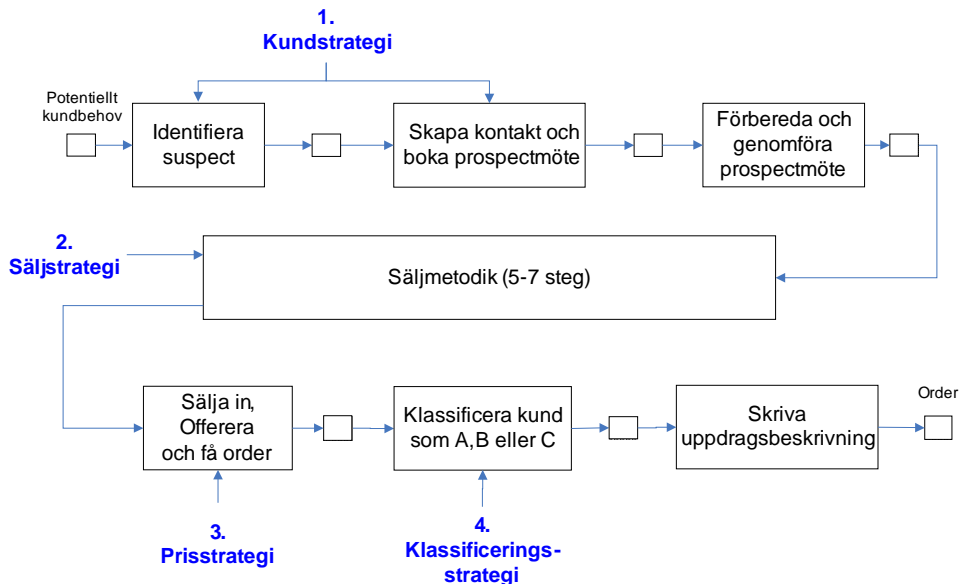 1.
Kundstrategi
Potentiellt
kundbehov
Identifiera
suspect
Skapa kontakt och
boka prospectmöte
Förbereda och
genomföra
prospectmöte
2.
Säljstrategi
Säljmetodik (5-7 steg)
Sälja in,
Offerera
och få order
Klassificera kund
som A,B eller C
Skriva
uppdragsbeskrivning
Order
3.
Prisstrategi
4.
Klassificerings-
strategi